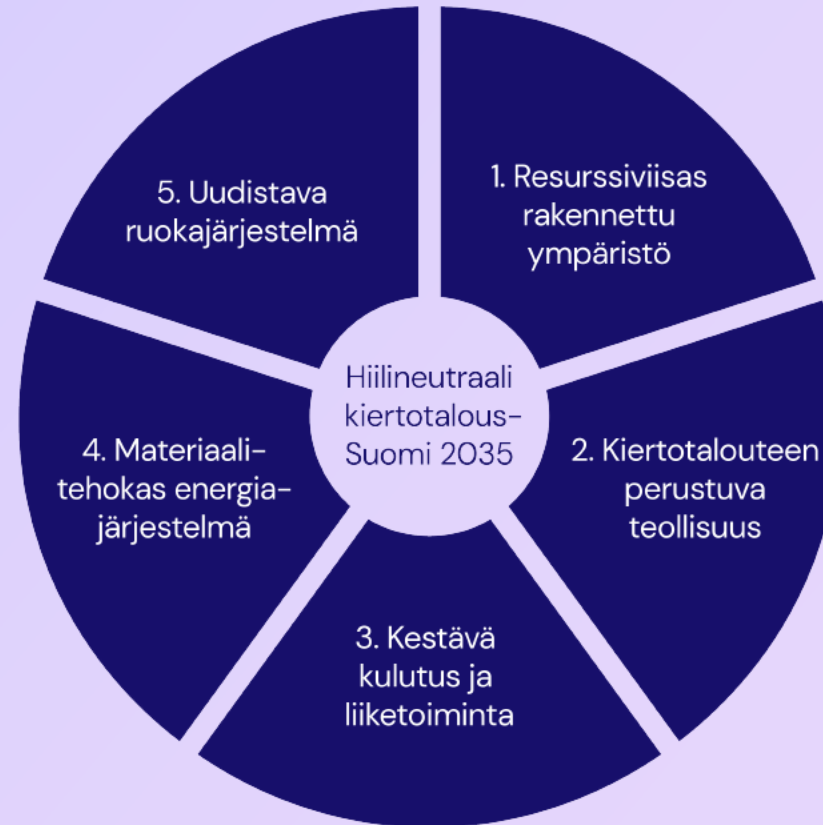 1. Resurssiviisas
rakennettu
ympäristö
2. Kiertotalouteen
perustuva
teollisuus
3. Kestävä
kulutus ja
liiketoiminta
4. Materiaali-
tehokas energia-
järjestelmä
5. Uudistava
ruokajärjestelmä
Hiilineutraali
kiertotalous-
Suomi 2035